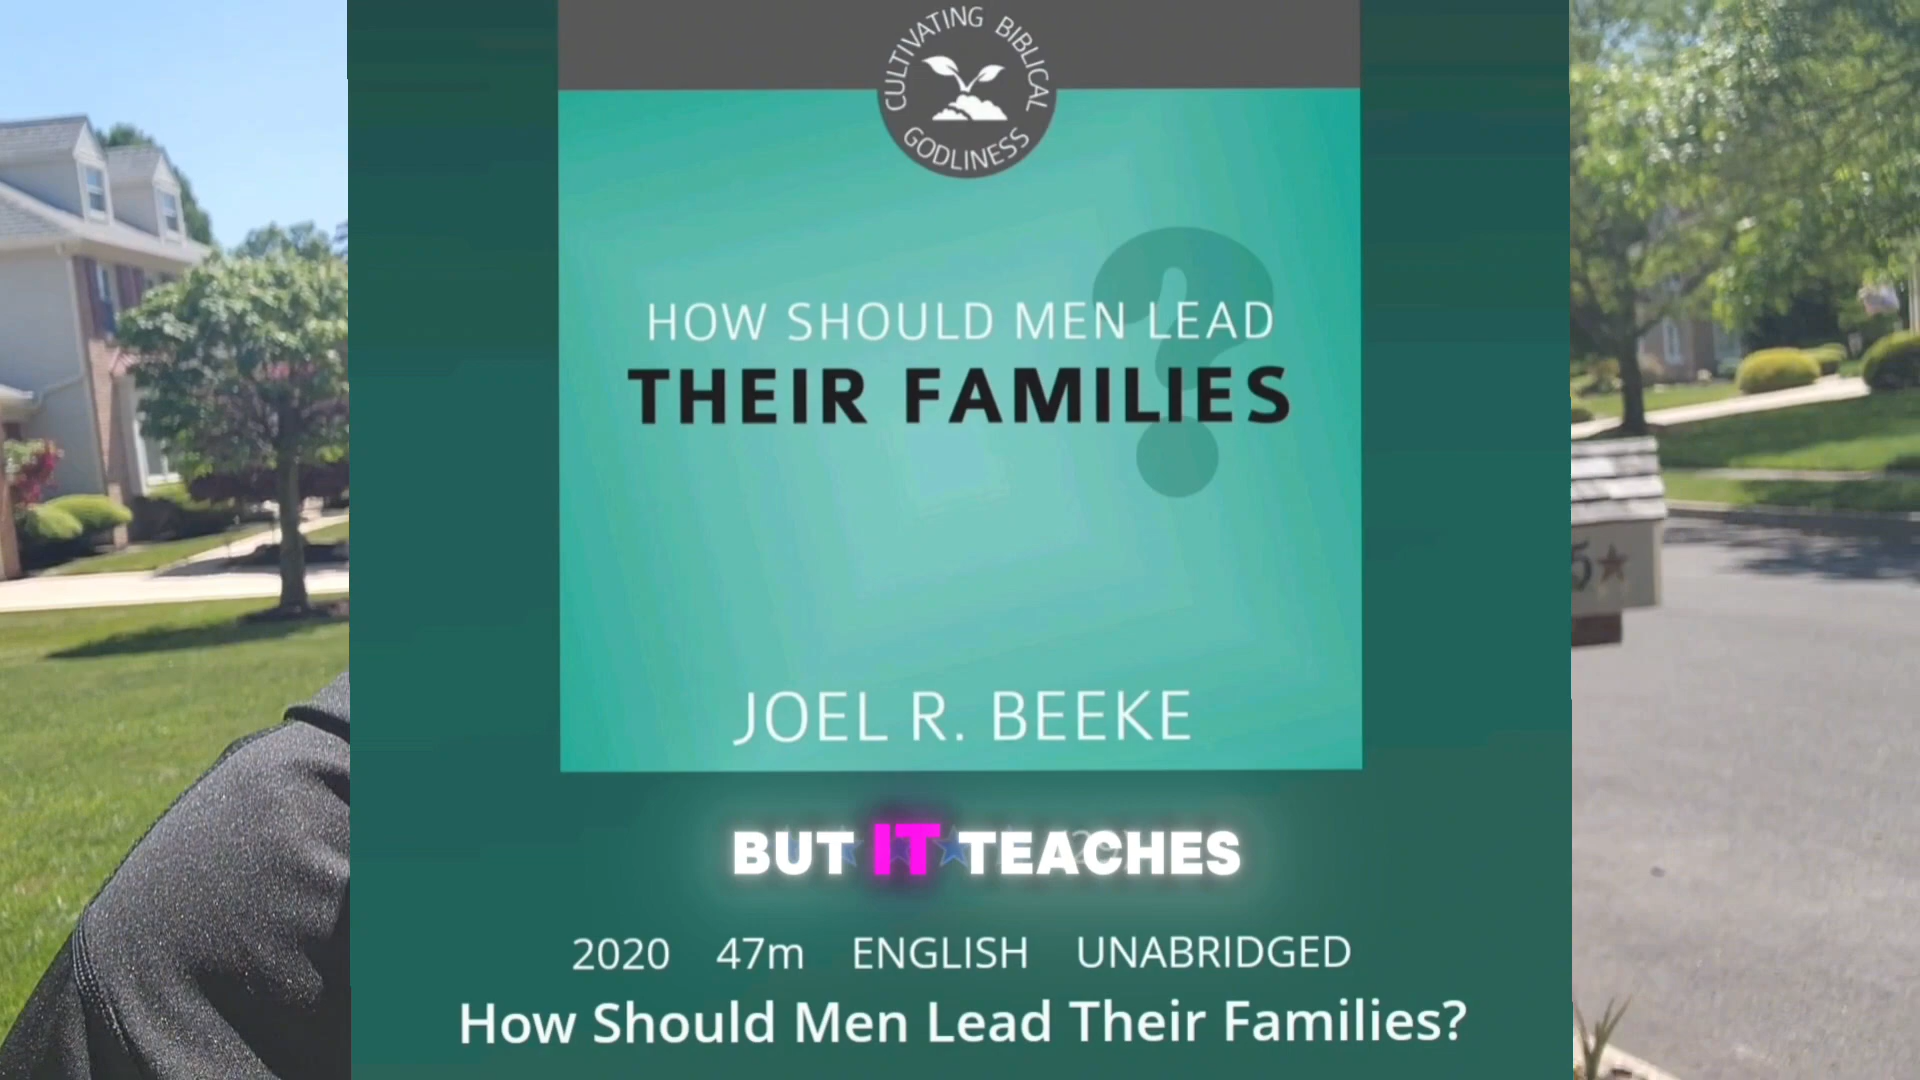 CULTIVATING BIBLICAL
GODLINESS
HOW SHOULD MEN LEAD
THEIR FAMILIES
?
JOEL R. BEEKE
BUT IT TEACHES
2020 47m ENGLISH UNABRIDGED
How Should Men Lead Their Families?
5